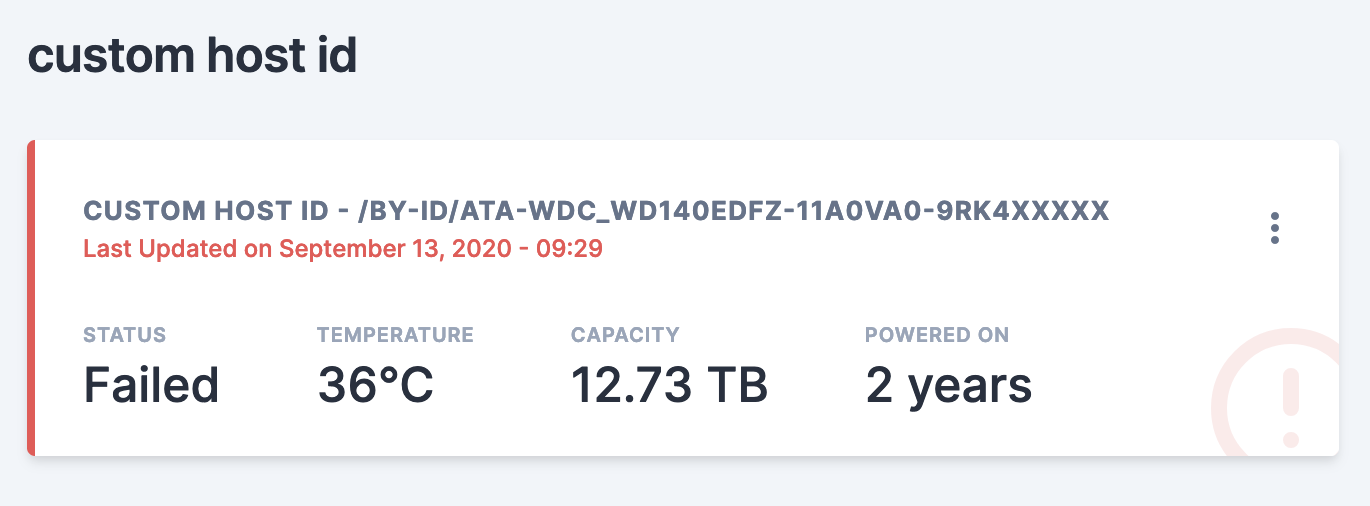 custom host id
CUSTOM HOST ID - /BY-ID/ATA-WDC_WD140EDFZ-11A0VA0-9RK4XXXXX
Last Updated on September 13, 2020 - 09:29
STATUS TEMPERATURE CAPACITY POWERED ON
Failed 36°C 12.73 TB 2 years